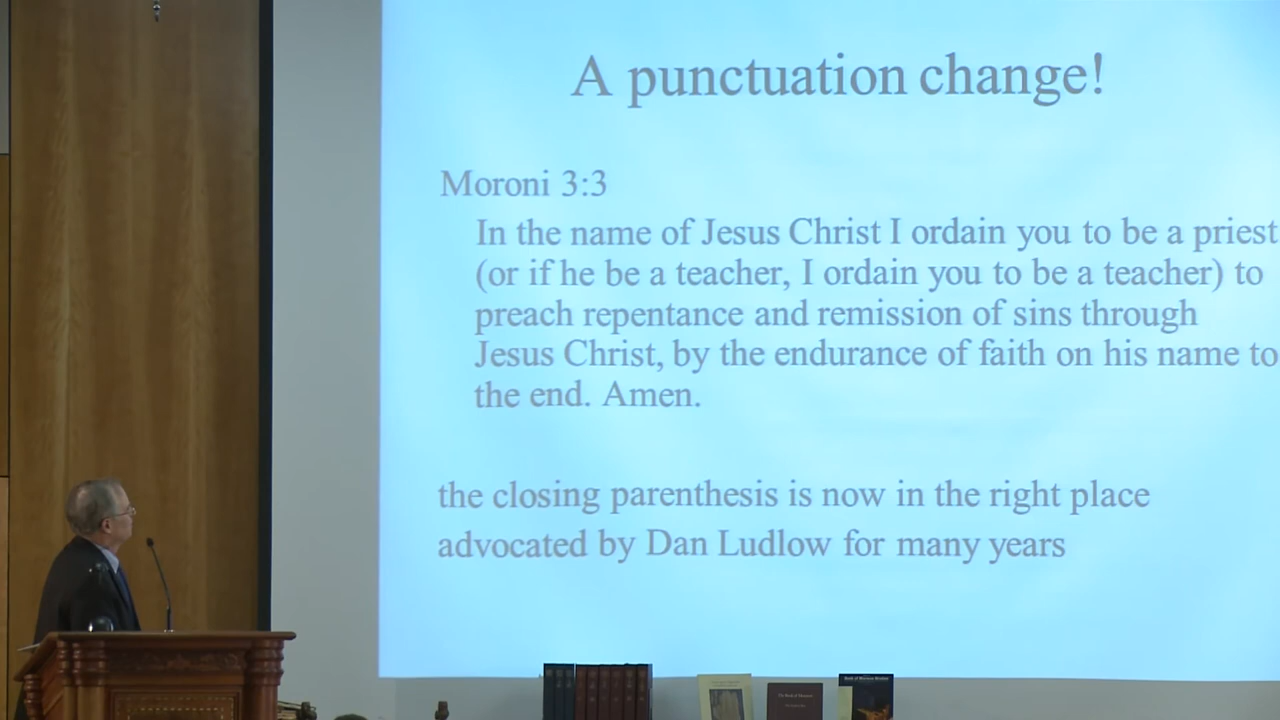 A punctuation change!
Moroni 3:3
In the name of Jesus Christ I ordain you to be a priest
(or if he be a teacher, I ordain you to be a teacher) to
preach repentance and remission of sins through
Jesus Christ, by the endurance of faith on his name to
the end. Amen.
the closing parenthesis is now in the right place
advocated by Dan Ludlow for many years